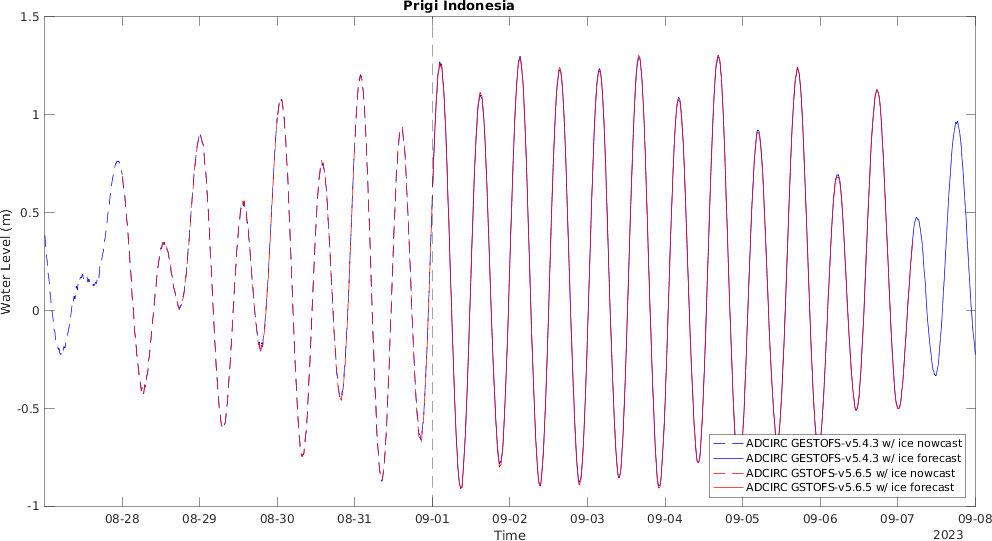 Prigi Indonesia
1.5
1
0.5
0
-0.5
-1
Water Level (m)
08-28 08-29 08-30 08-31 09-01 09-02 09-03 09-04 09-05 09-06 09-07 09-08
Time
2023
ADCIRC GESTOFS-v5.4.3 w/ ice nowcast
ADCIRC GESTOFS-v5.4.3 w/ ice forecast
ADCIRC GSTOFS-v5.6.5 w/ ice nowcast
ADCIRC GSTOFS-v5.6.5 w/ ice forecast